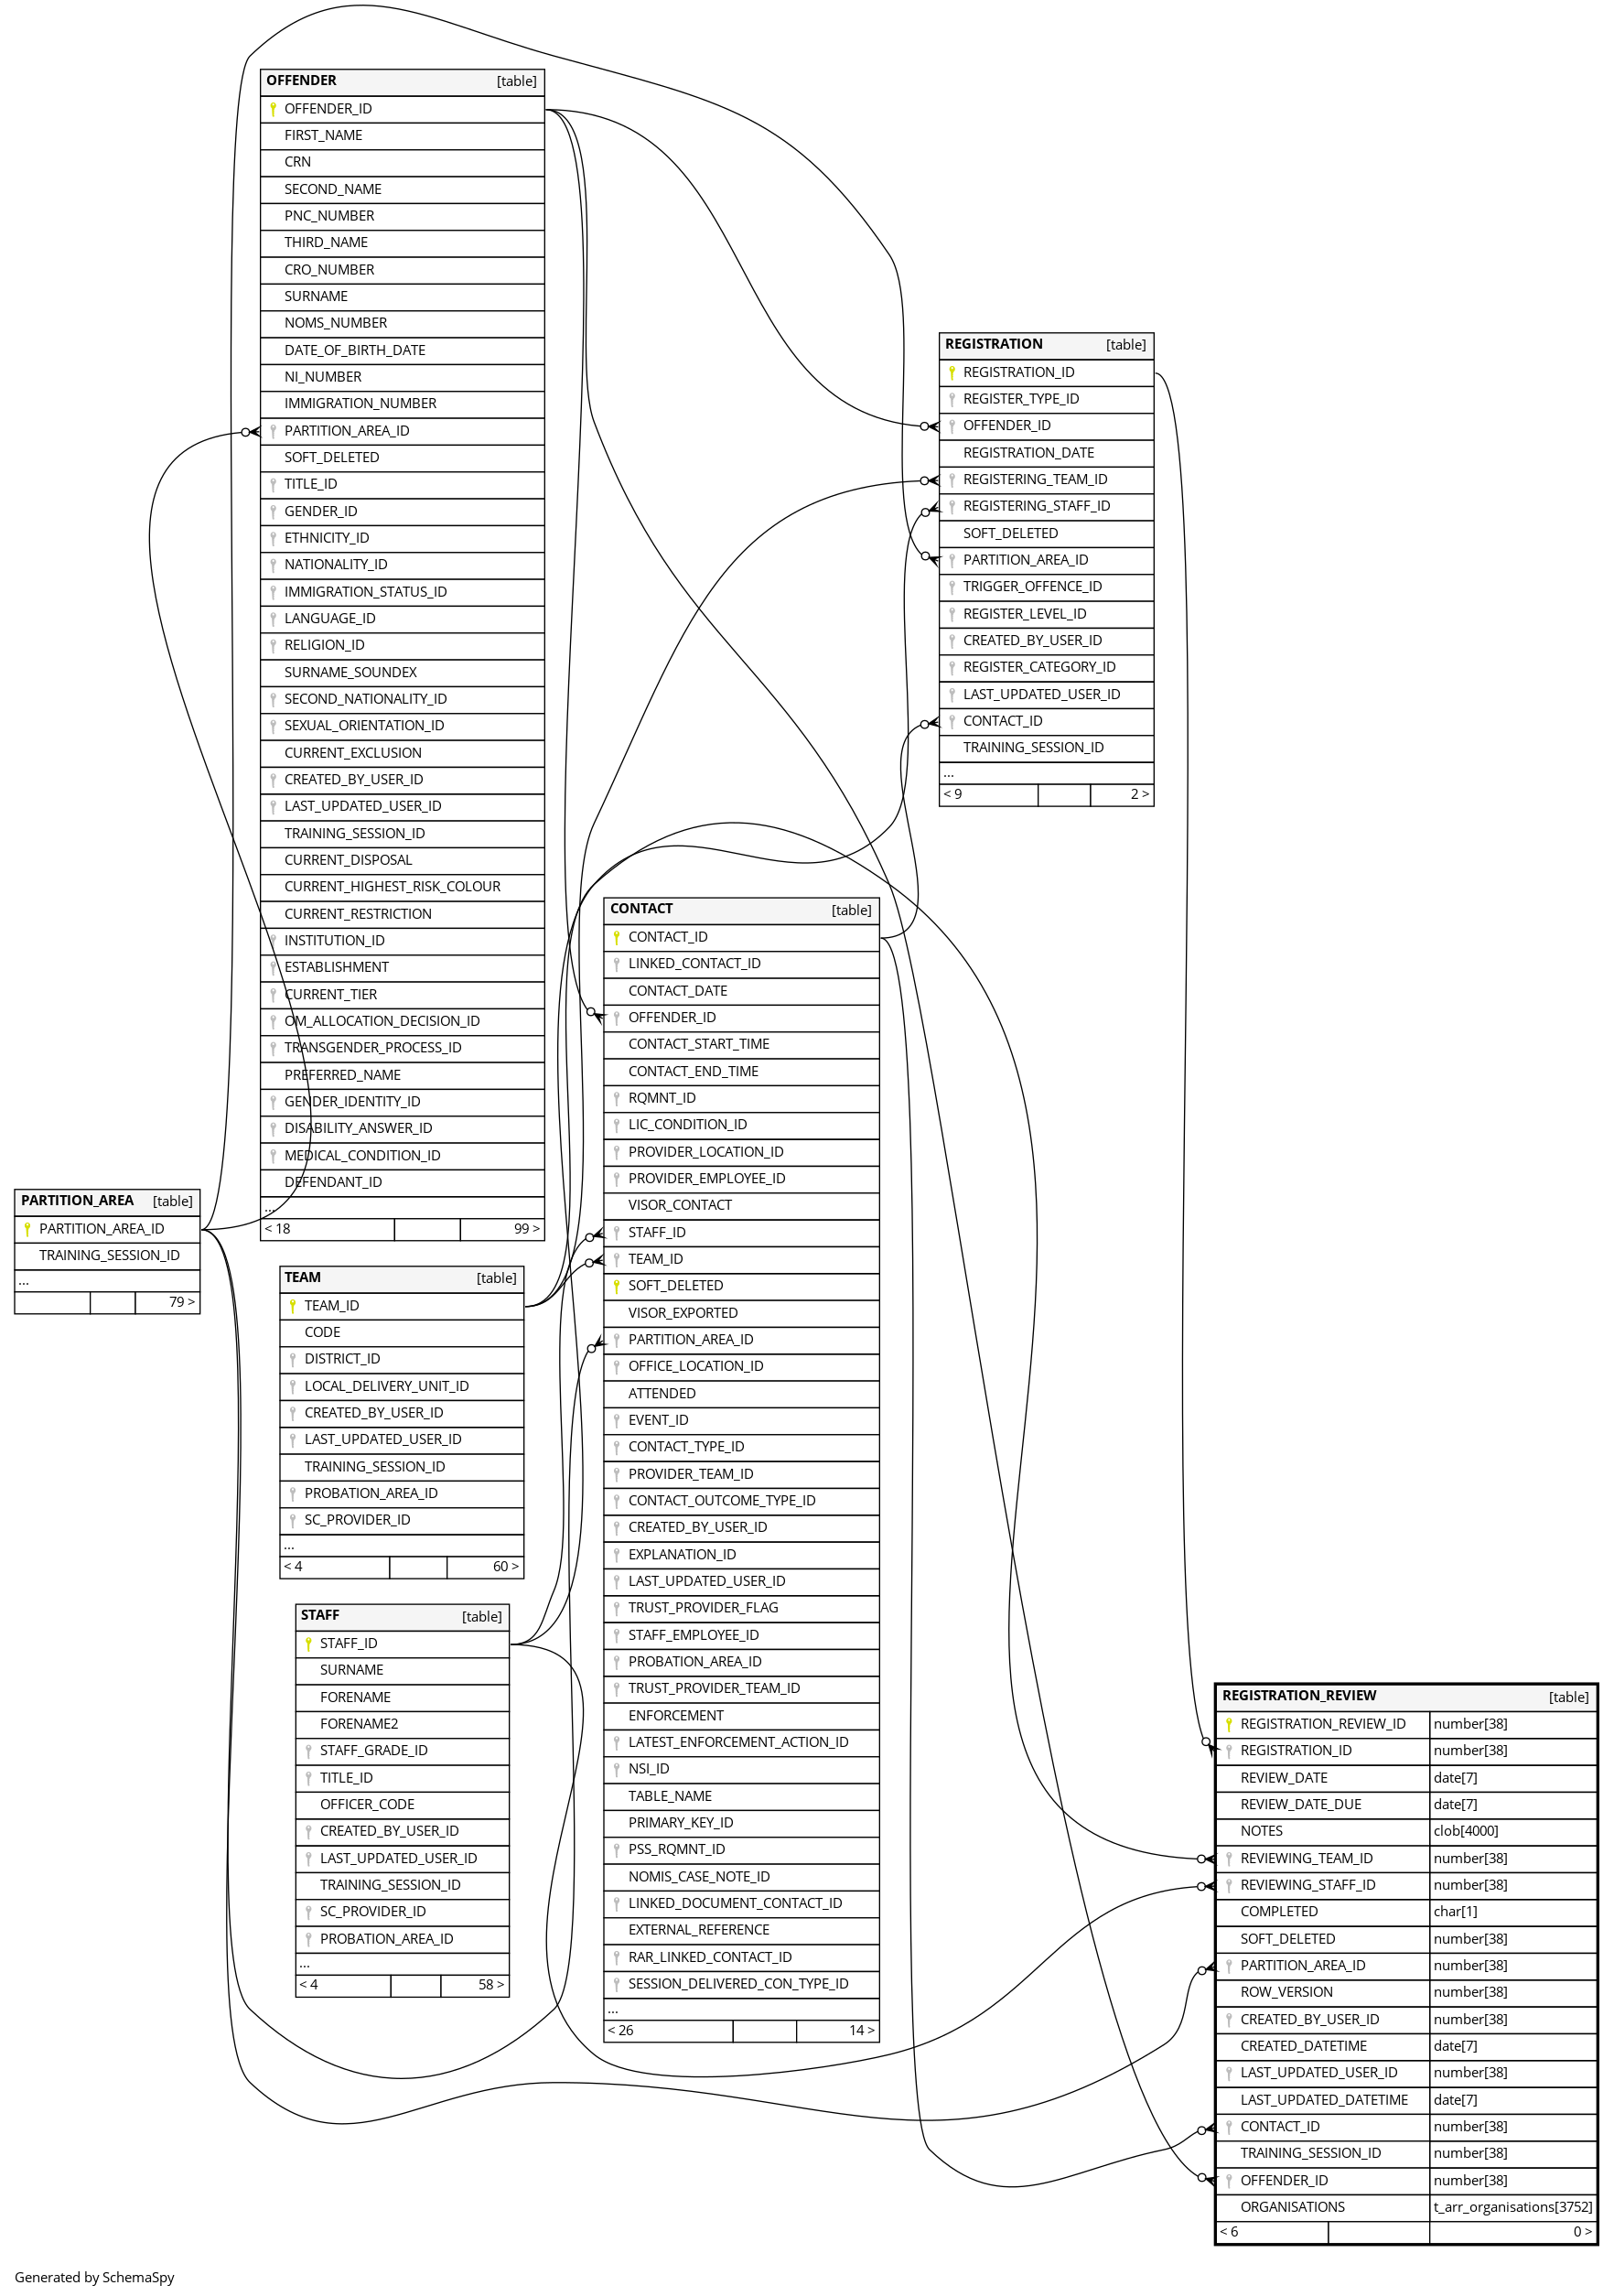 OFFENDER [table]
OFFENDER_ID
FIRST_NAME
CRN
SECOND_NAME
PNC_NUMBER
THIRD_NAME
CRO_NUMBER
SURNAME
NOMS_NUMBER
DATE_OF_BIRTH_DATE
NI_NUMBER
IMMIGRATION_NUMBER
PARTITION_AREA_ID
SOFT_DELETED
TITLE_ID
GENDER_ID
ETHNICITY_ID
NATIONALITY_ID
IMMIGRATION_STATUS_ID
LANGUAGE_ID
RELIGION_ID
SURNAME_SOUNDEX
SECOND_NATIONALITY_ID
SEXUAL_ORIENTATION_ID
CURRENT_EXCLUSION
CREATED_BY_USER_ID
LAST_UPDATED_USER_ID
TRAINING_SESSION_ID
CURRENT_DISPOSAL
CURRENT_HIGHEST_RISK_COLOUR
CURRENT_RESTRICTION
INSTITUTION_ID
ESTABLISHMENT
CURRENT_TIER
OM_ALLOCATION_DECISION_ID
TRANSGENDER_PROCESS_ID
PREFERRED_NAME
GENDER_IDENTITY_ID
DISABILITY_ANSWER_ID
MEDICAL_CONDITION_ID
DEFENDANT_ID
...
< 18 99 >
REGISTRATION [table]
REGISTRATION_ID
REGISTER_TYPE_ID
OFFENDER_ID
REGISTRATION_DATE
REGISTERING_TEAM_ID
REGISTERING_STAFF_ID
SOFT_DELETED
PARTITION_AREA_ID
TRIGGER_OFFENCE_ID
REGISTER_LEVEL_ID
CREATED_BY_USER_ID
REGISTER_CATEGORY_ID
LAST_UPDATED_USER_ID
CONTACT_ID
TRAINING_SESSION_ID
...
< 9 2 >
CONTACT [table]
CONTACT_ID
LINKED_CONTACT_ID
CONTACT_DATE
OFFENDER_ID
CONTACT_START_TIME
CONTACT_END_TIME
RQMNT_ID
LIC_CONDITION_ID
PROVIDER_LOCATION_ID
PROVIDER_EMPLOYEE_ID
VISOR_CONTACT
STAFF_ID
TEAM_ID
SOFT_DELETED
VISOR_EXPORTED
PARTITION_AREA_ID
OFFICE_LOCATION_ID
ATTENDED
EVENT_ID
CONTACT_TYPE_ID
PROVIDER_TEAM_ID
CONTACT_OUTCOME_TYPE_ID
CREATED_BY_USER_ID
EXPLANATION_ID
LAST_UPDATED_USER_ID
TRUST_PROVIDER_FLAG
STAFF_EMPLOYEE_ID
PROBATION_AREA_ID
TRUST_PROVIDER_TEAM_ID
ENFORCEMENT
LATEST_ENFORCEMENT_ACTION_ID
NSI_ID
TABLE_NAME
PRIMARY_KEY_ID
PSS_RQMNT_ID
NOMIS_CASE_NOTE_ID
LINKED_DOCUMENT_CONTACT_ID
EXTERNAL_REFERENCE
RAR_LINKED_CONTACT_ID
SESSION_DELIVERED_CON_TYPE_ID
...
< 26 14 >
PARTITION_AREA [table]
PARTITION_AREA_ID
TRAINING_SESSION_ID
...
79 >
TEAM [table]
TEAM_ID
CODE
DISTRICT_ID
LOCAL_DELIVERY_UNIT_ID
CREATED_BY_USER_ID
LAST_UPDATED_USER_ID
TRAINING_SESSION_ID
PROBATION_AREA_ID
SC_PROVIDER_ID
...
< 4 60 >
STAFF [table]
STAFF_ID
SURNAME
FORENAME
FORENAME2
STAFF_GRADE_ID
TITLE_ID
OFFICER_CODE
CREATED_BY_USER_ID
LAST_UPDATED_USER_ID
TRAINING_SESSION_ID
SC_PROVIDER_ID
PROBATION_AREA_ID
...
< 4 58 >
REGISTRATION_REVIEW [table]
REGISTRATION_REVIEW_ID number[38]
REGISTRATION_ID number[38]
REVIEW_DATE date[7]
REVIEW_DATE_DUE date[7]
NOTES clob[4000]
REVIEWING_TEAM_ID number[38]
REVIEWING_STAFF_ID number[38]
COMPLETED char[1]
SOFT_DELETED number[38]
PARTITION_AREA_ID number[38]
ROW_VERSION number[38]
CREATED_BY_USER_ID number[38]
CREATED_DATETIME date[7]
LAST_UPDATED_USER_ID number[38]
LAST_UPDATED_DATETIME date[7]
CONTACT_ID number[38]
TRAINING_SESSION_ID number[38]
OFFENDER_ID number[38]
ORGANISATIONS t_arr_organisations[3752]
< 6 0 >
Generated by SchemaSpy